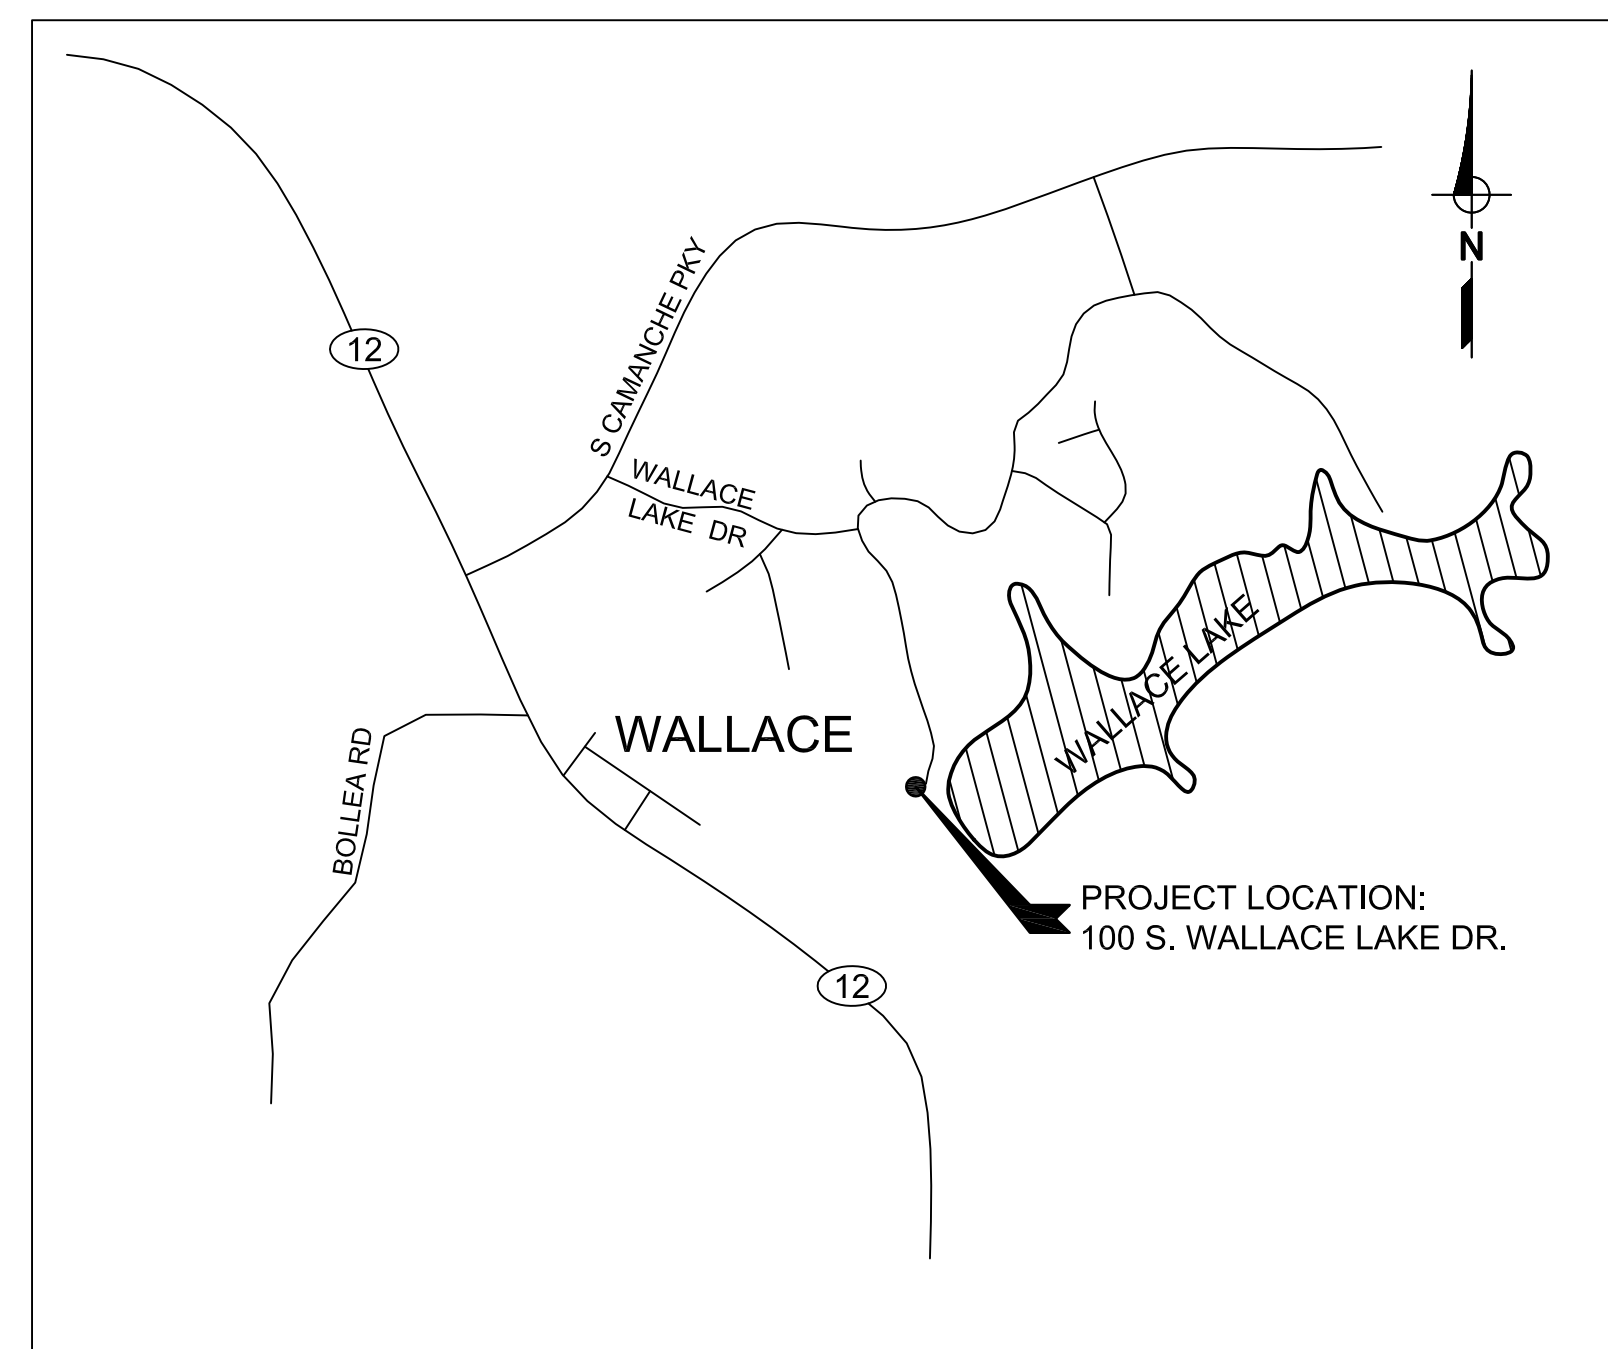 N
S CAMANCHE PKY
12
WALLACE
LAKE DR
WALLACE LAKE
WALLACE
BOLLEA RD
PROJECT LOCATION:
100 S. WALLACE LAKE DR.
12